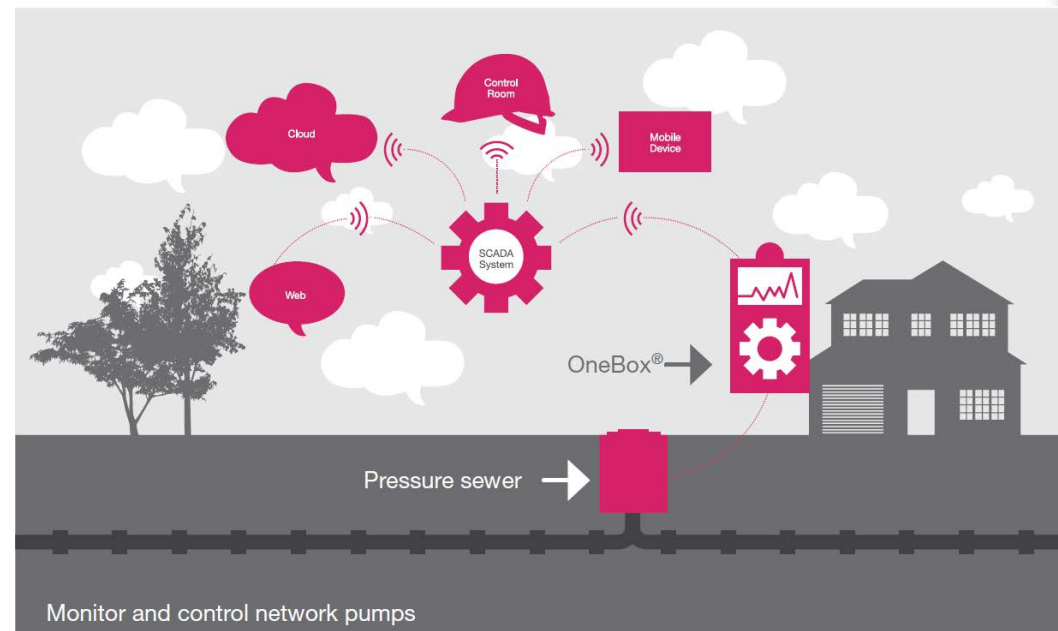 Control
Room
Cloud
Mobile
Device
SCADA
System
Web
OneBox®
Pressure sewer
Monitor and control network pumps